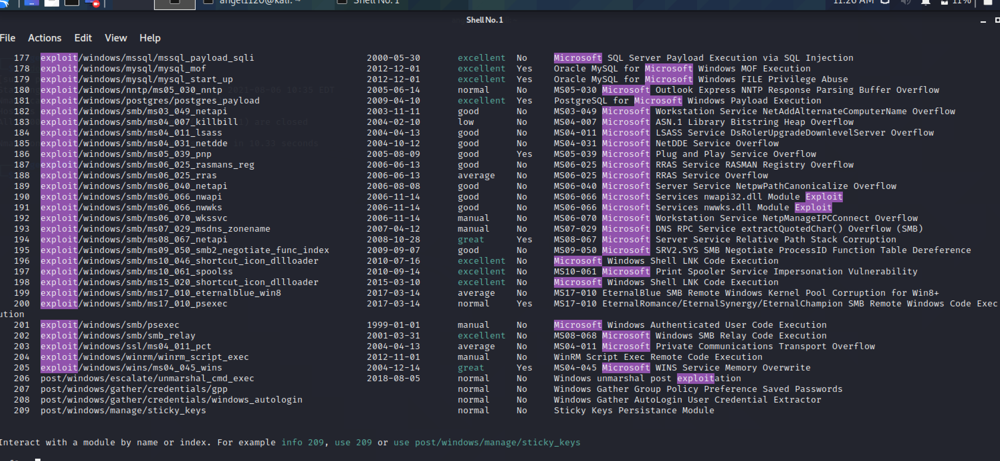 angel1120@kali: ~ Shell No. 1 11:26 AM 11%
Shell No. 1
File Actions Edit View Help
177 exploit/windows/mssql/mssql_payload_sqli 2000-05-30 excellent No Microsoft SQL Server Payload Execution via SQL Injection
178 exploit/windows/mysql/mysql_mof 2012-12-01 excellent Yes Oracle MySQL for Microsoft Windows MOF Execution
179 exploit/windows/mysql/mysql_start_up 2012-12-01 excellent Yes Oracle MySQL for Microsoft Windows FILE Privilege Abuse
180 exploit/windows/nntp/ms05_030_nntp 2005-06-14 normal No MS05-030 Microsoft Outlook Express NNTP Response Parsing Buffer Overflow
181 exploit/windows/postgres/postgres_payload 2009-04-10 excellent Yes PostgreSQL for Microsoft Windows Payload Execution
182 exploit/windows/smb/ms03_049_netapi 2003-11-11 good No MS03-049 Microsoft Workstation Service NetAddAlternateComputerName Overflow
183 exploit/windows/smb/ms04_007_killbill 2004-02-10 low No MS04-007 Microsoft ASN.1 Library Bitstring Heap Overflow
184 exploit/windows/smb/ms04_011_lsass 2004-04-13 good No MS04-011 Microsoft LSASS Service DsRolerUpgradeDownlevelServer Overflow
185 exploit/windows/smb/ms04_031_netdde 2004-10-12 good No MS04-031 Microsoft NetDDE Service Overflow
186 exploit/windows/smb/ms05_039_pnp 2005-08-09 good Yes MS05-039 Microsoft Plug and Play Service Overflow
187 exploit/windows/smb/ms06_025_rasmans_reg 2006-06-13 good No MS06-025 Microsoft RRAS Service RASMAN Registry Overflow
188 exploit/windows/smb/ms06_025_rras 2006-06-13 average No MS06-025 Microsoft RRAS Service Overflow
189 exploit/windows/smb/ms06_040_netapi 2006-08-08 good No MS06-040 Microsoft Server Service NetpwPathCanonicalize Overflow
190 exploit/windows/smb/ms06_066_nwapi 2006-11-14 good No MS06-066 Microsoft Services nwapi32.dll Module Exploit
191 exploit/windows/smb/ms06_066_nwwks 2006-11-14 good No MS06-066 Microsoft Services nwwks.dll Module Exploit
192 exploit/windows/smb/ms06_070_wkssvc 2006-11-14 manual No MS06-070 Microsoft Workstation Service NetpManageIPCConnect Overflow
193 exploit/windows/smb/ms07_029_msdns_zonename 2007-04-12 manual No MS07-029 Microsoft DNS RPC Service extractQuotedChar() Overflow (SMB)
194 exploit/windows/smb/ms08_067_netapi 2008-10-28 great Yes MS08-067 Microsoft Server Service Relative Path Stack Corruption
195 exploit/windows/smb/ms09_050_smb2_negotiate_func_index 2009-09-07 good No MS09-050 Microsoft SRV2.SYS SMB Negotiate ProcessID Function Table Dereference
196 exploit/windows/smb/ms10_046_shortcut_icon_dllloader 2010-07-16 excellent No Microsoft Windows Shell LNK Code Execution
197 exploit/windows/smb/ms10_061_spoolss 2010-09-14 excellent No MS10-061 Microsoft Print Spooler Service Impersonation Vulnerability
198 exploit/windows/smb/ms15_020_shortcut_icon_dllloader 2015-03-10 excellent No Microsoft Windows Shell LNK Code Execution
199 exploit/windows/smb/ms17_010_eternalblue_win8 2017-03-14 average No MS17-010 EternalBlue SMB Remote Windows Kernel Pool Corruption for Win8+
200 exploit/windows/smb/ms17_010_psexec 2017-03-14 normal Yes MS17-010 EternalRomance/EternalSynergy/EternalChampion SMB Remote Windows Code Exec
ution
201 exploit/windows/smb/psexec 1999-01-01 manual No Microsoft Windows Authenticated User Code Execution
202 exploit/windows/smb/smb_relay 2001-03-31 excellent No MS08-068 Microsoft Windows SMB Relay Code Execution
203 exploit/windows/ssl/ms04_011_pct 2004-04-13 average No MS04-011 Microsoft Private Communications Transport Overflow
204 exploit/windows/winrm/winrm_script_exec 2012-11-01 manual No WinRM Script Exec Remote Code Execution
205 exploit/windows/wins/ms04_045_wins 2004-12-14 great Yes MS04-045 Microsoft WINS Service Memory Overwrite
206 post/windows/escalate/unmarshal_cmd_exec 2018-08-05 normal No Windows unmarshal post exploitation
207 post/windows/gather/credentials/gpp normal No Windows Gather Group Policy Preference Saved Passwords
208 post/windows/gather/credentials/windows_autologin normal No Windows Gather AutoLogin User Credential Extractor
209 post/windows/manage/sticky_keys normal No Sticky Keys Persistance Module
Interact with a module by name or index. For example info 209, use 209 or use post/windows/manage/sticky_keys